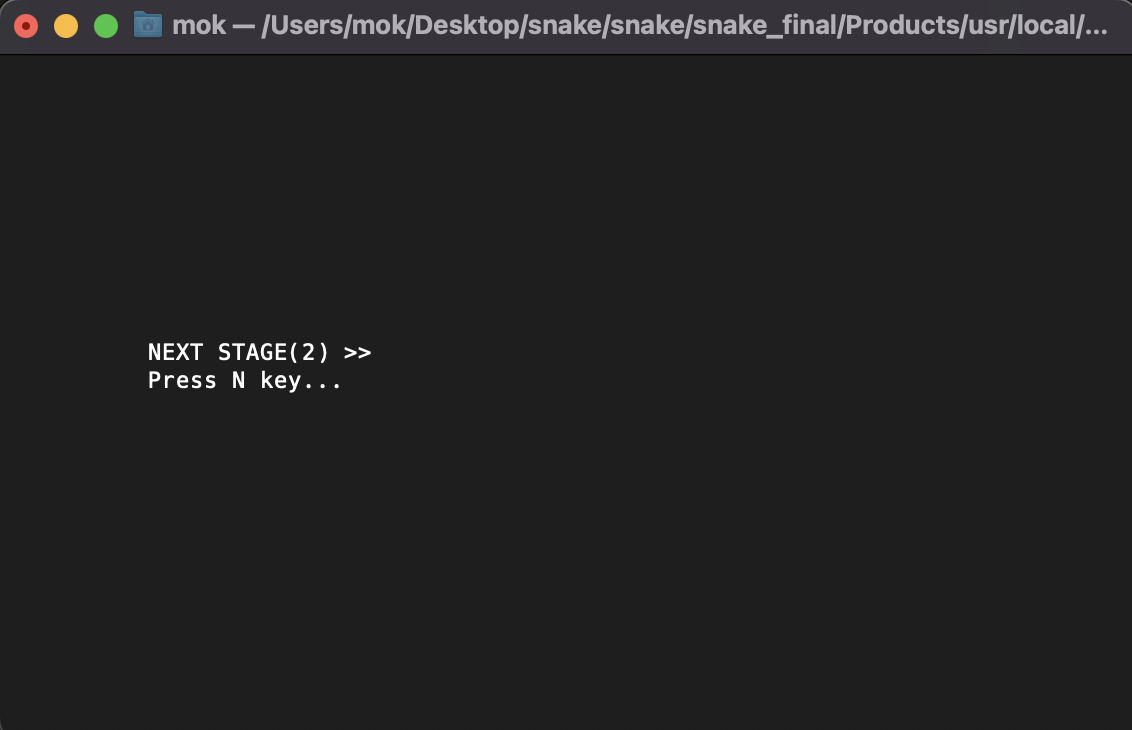 mok — /Users/mok/Desktop/snake/snake/snake_final/Products/usr/local/...
NEXT STAGE(2) >>
Press N key...